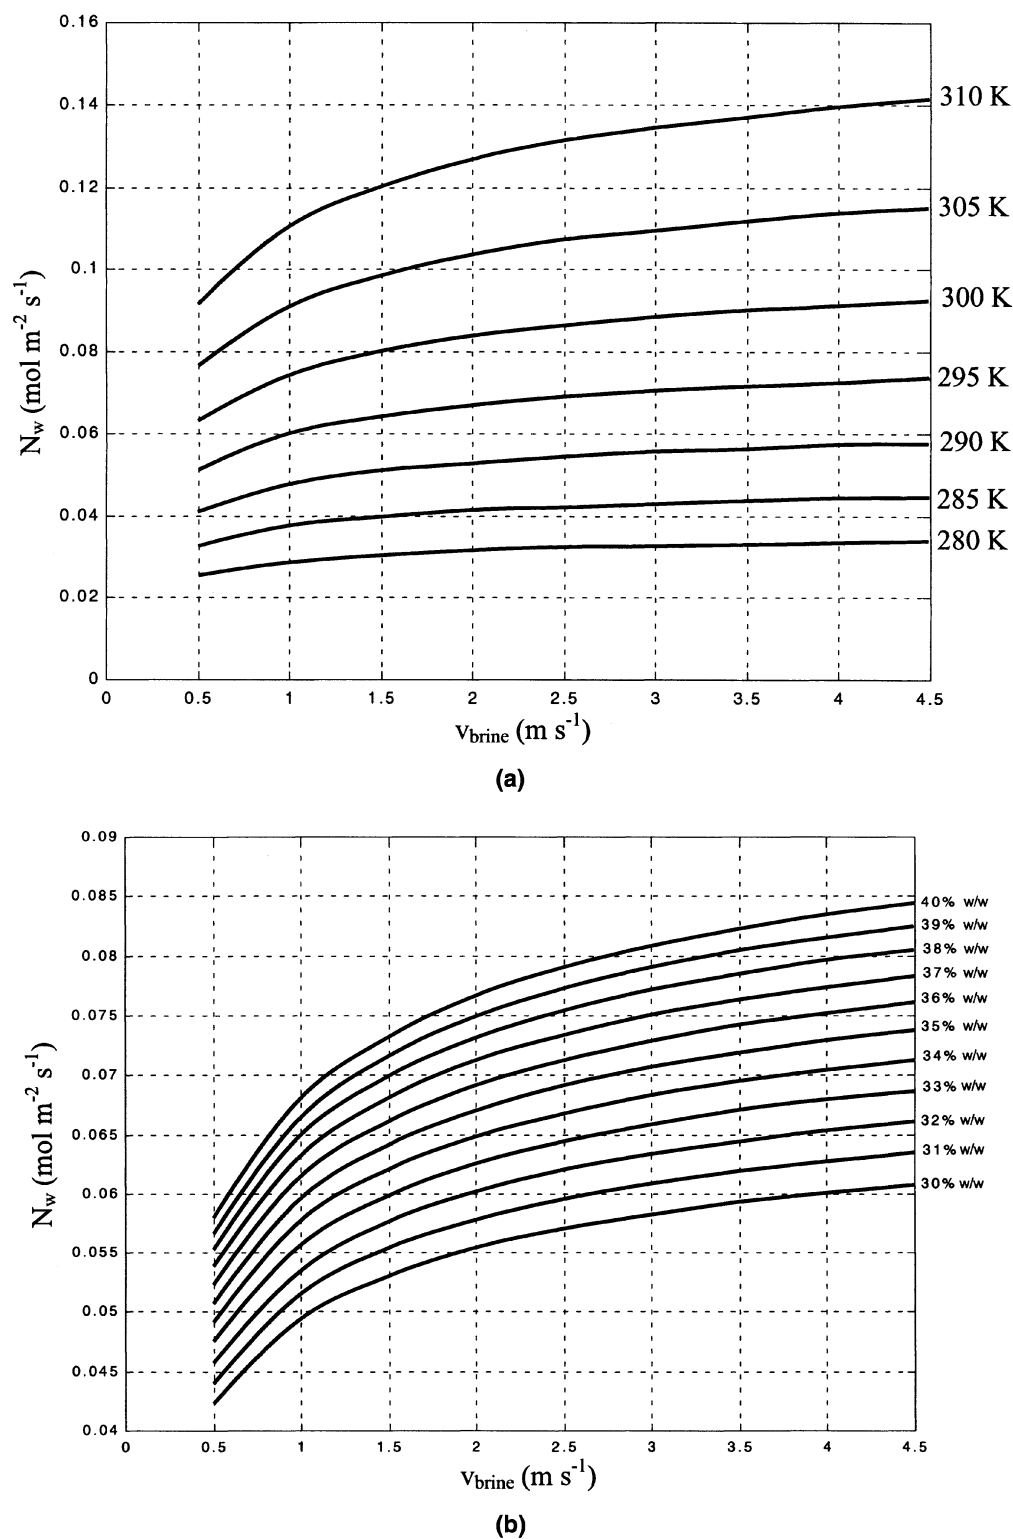 0.16
0.14
0.12
0.1
0.08
0.06
0.04
0.02
0
N_w (mol m^-2 s^-1)
310 K
305 K
300 K
295 K
290 K
285 K
280 K
0 0.5 1 1.5 2 2.5 3 3.5 4 4.5
v_brine (m s^-1)
(a)
0.09
0.085
0.08
0.075
0.07
0.065
0.06
0.055
0.05
0.045
0.04
N_w (mol m^-2 s^-1)
40% w/w
39% w/w
38% w/w
37% w/w
36% w/w
35% w/w
34% w/w
33% w/w
32% w/w
31% w/w
30% w/w
0 0.5 1 1.5 2 2.5 3 3.5 4 4.5
v_brine (m s^-1)
(b)